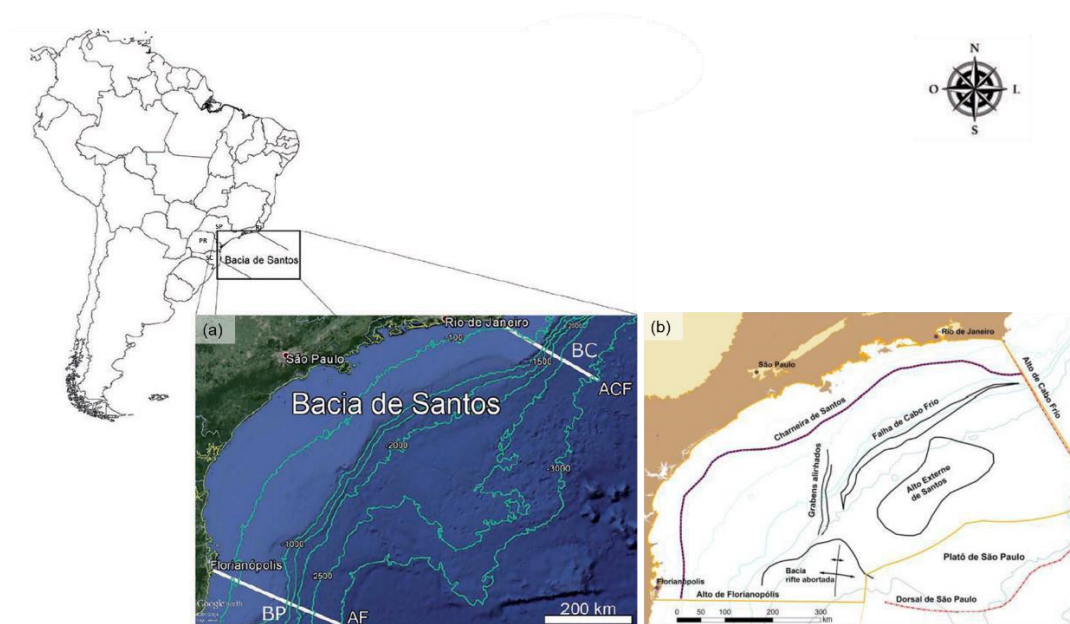 N
O
L
S
SP
RJ
PR
SC
Bacia de Santos
(a)
Rio de Janeiro
-100
São Paulo
-2000
-1500
BC
ACF
Bacia de Santos
-2000
-3000
-1000
Florianópolis
2500
Google earth
BP
AF
200 km
(b)
Rio de Janeiro
São Paulo
Alto de Cabo Frio
Charneira de Santos
Falha de Cabo Frio
Grabens alinhados
Alto Externo
de Santos
Platô de São Paulo
Bacia
rifte abortada
Florianópolis
Alto de Florianopólis
Dorsal de São Paulo
0 50 100 200 300
km